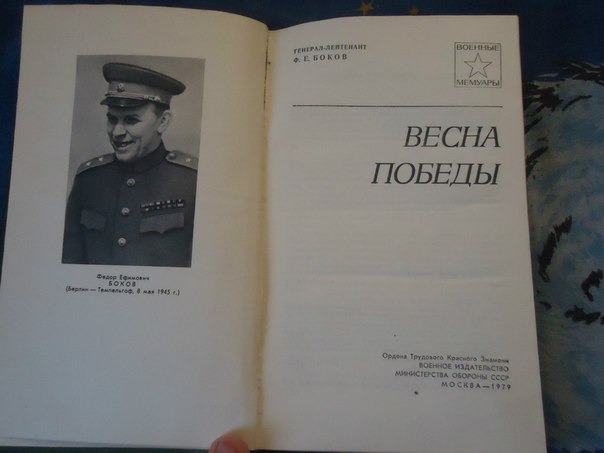 Федор Ефимович
БОКОВ
(Берлин — Темпельгоф, 8 мая 1945 г.)
ГЕНЕРАЛ-ЛЕЙТЕНАНТ
Ф. Е. БОКОВ
ВОЕННЫЕ
МЕМУАРЫ
ВЕСНА
ПОБЕДЫ
Ордена Трудового Красного Знамени
ВОЕННОЕ ИЗДАТЕЛЬСТВО
МИНИСТЕРСТВА ОБОРОНЫ СССР
МОСКВА—1979